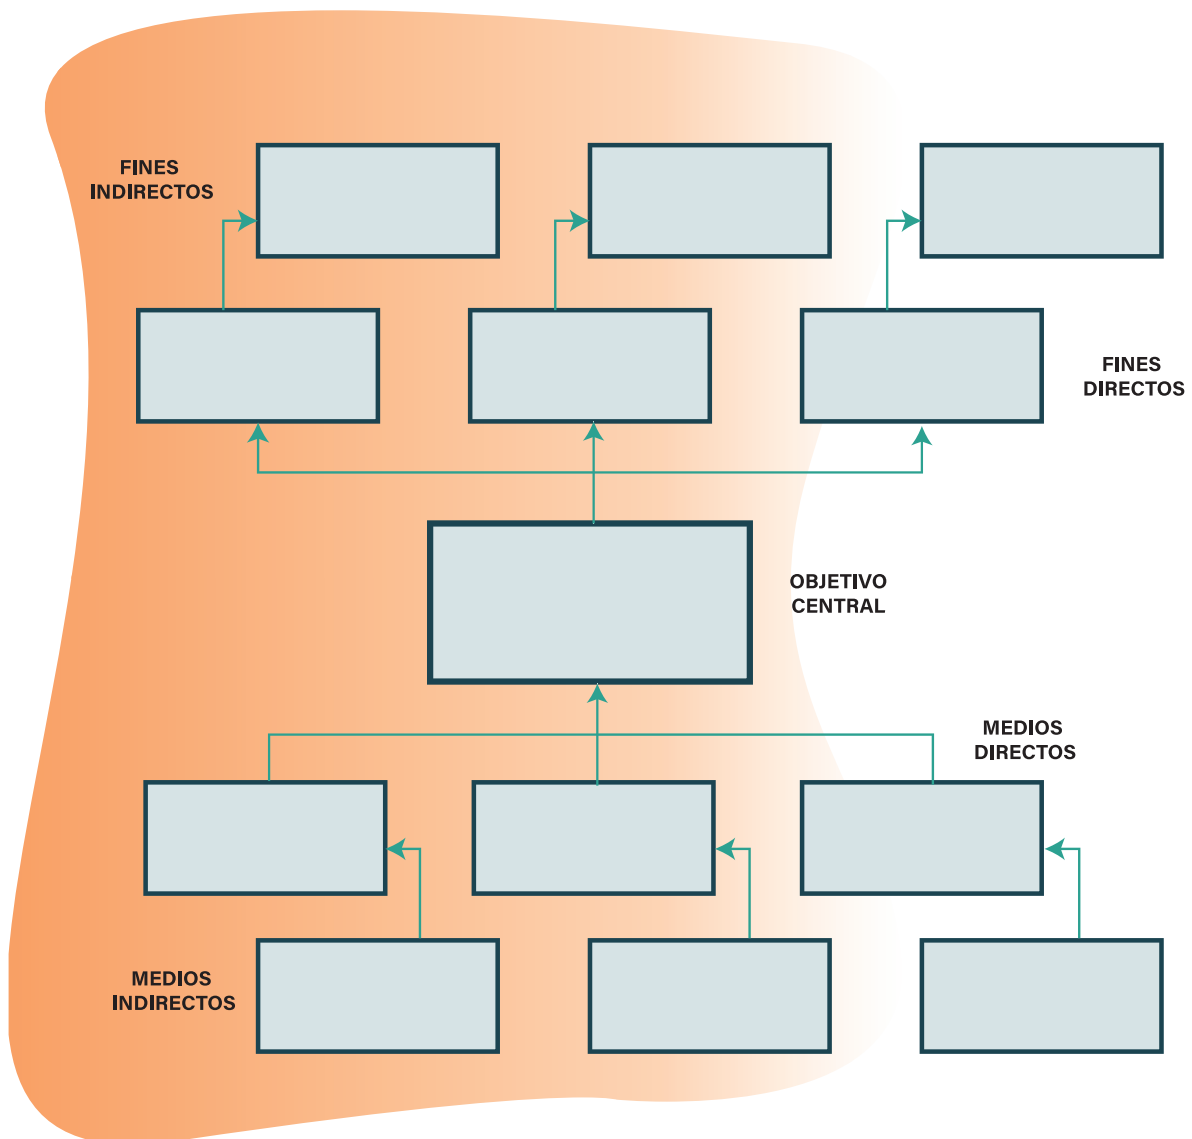 FINES
INDIRECTOS
FINES
DIRECTOS
OBJETIVO
CENTRAL
MEDIOS
DIRECTOS
MEDIOS
INDIRECTOS